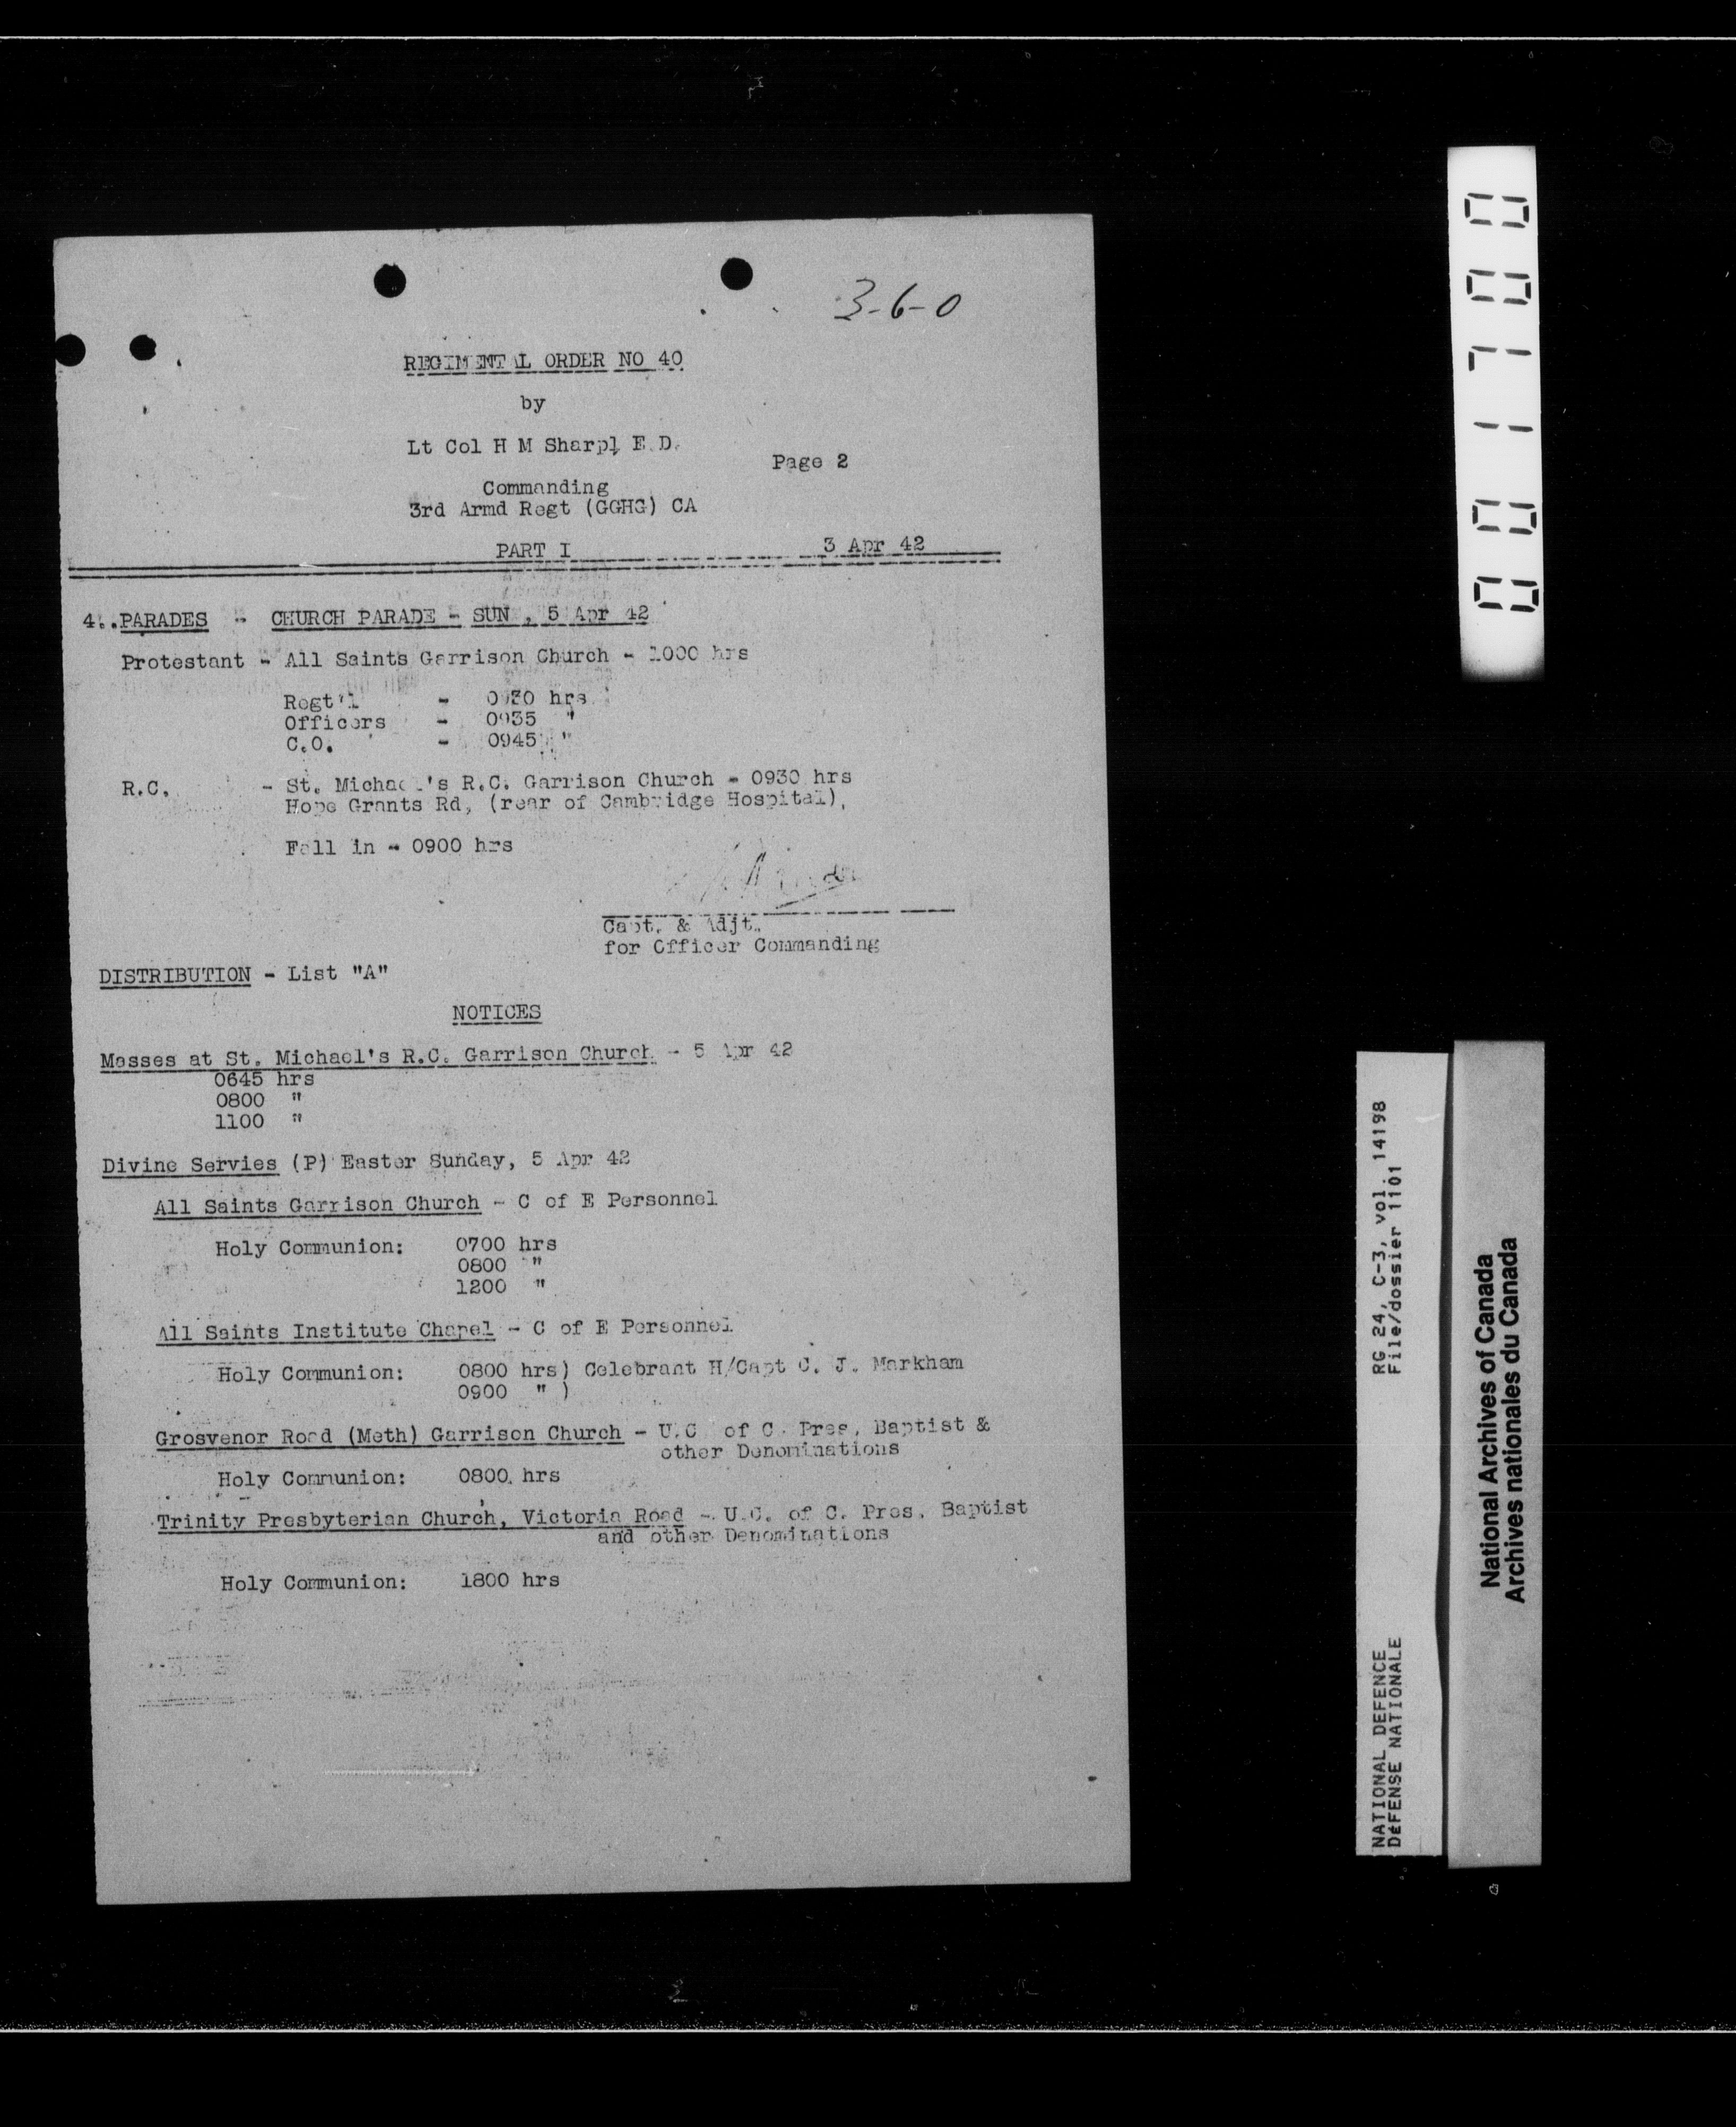 3-6-0
REGIMENTAL ORDER NO 40
by
Lt Col H M Sharp, E.D.
Page 2
Commanding
3rd Armd Regt (GGHG) CA
PART I 3 Apr 42
4. PARADES - CHURCH PARADE - SUN, 5 Apr 42
Protestant - All Saints Garrison Church - 1000 hrs
Regt'l - 0930 hrs
Officers - 0935 "
C.O. - 0945 "
R.C. - St. Michael's R.C. Garrison Church - 0930 hrs
Hope Grants Rd, (rear of Cambridge Hospital).
Fall in - 0900 hrs
Capt. & Adjt.
for Officer Commanding
DISTRIBUTION - List "A"
NOTICES
Masses at St. Michael's R.C. Garrison Church - 5 Apr 42
0645 hrs
0800 "
1100 "
Divine Servies (P) Easter Sunday, 5 Apr 42
All Saints Garrison Church - C of E Personnel
Holy Communion: 0700 hrs
0800 "
1200 "
All Saints Institute Chapel - C of E Personnel
Holy Communion: 0800 hrs) Celebrant H/Capt C. J. Markham
0900 " )
Grosvenor Road (Meth) Garrison Church - U.C. of C. Pres, Baptist &
other Denominations
Holy Communion: 0800 hrs
Trinity Presbyterian Church, Victoria Road - U.C. of C. Pres. Baptist
and other Denominations
Holy Communion: 1800 hrs
001700
NATIONAL DEFENCE RG 24, C-3, vol. 14198
DéFENSE NATIONALE File/dossier 1101
National Archives of Canada
Archives nationales du Canada